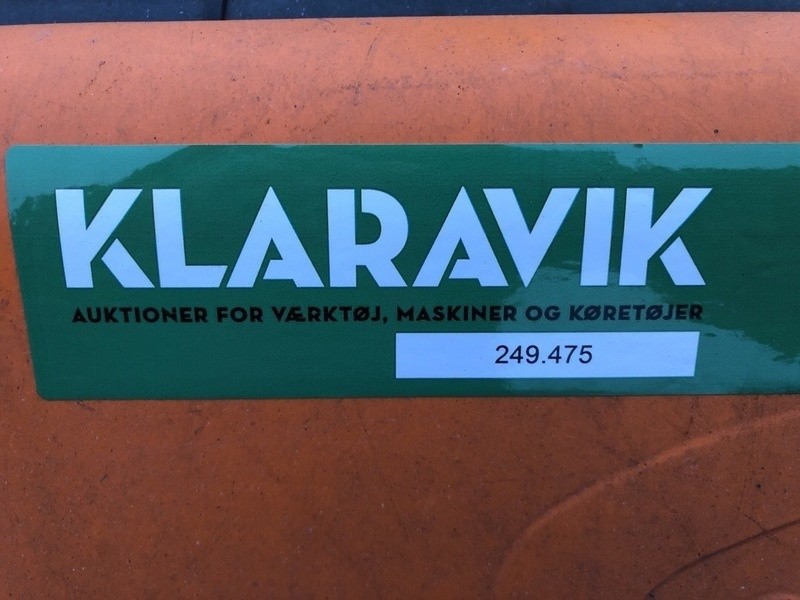 KLARAVIK
AUKTIONER FOR VÆRKTØJ, MASKINER OG KØRETØJER
249.475